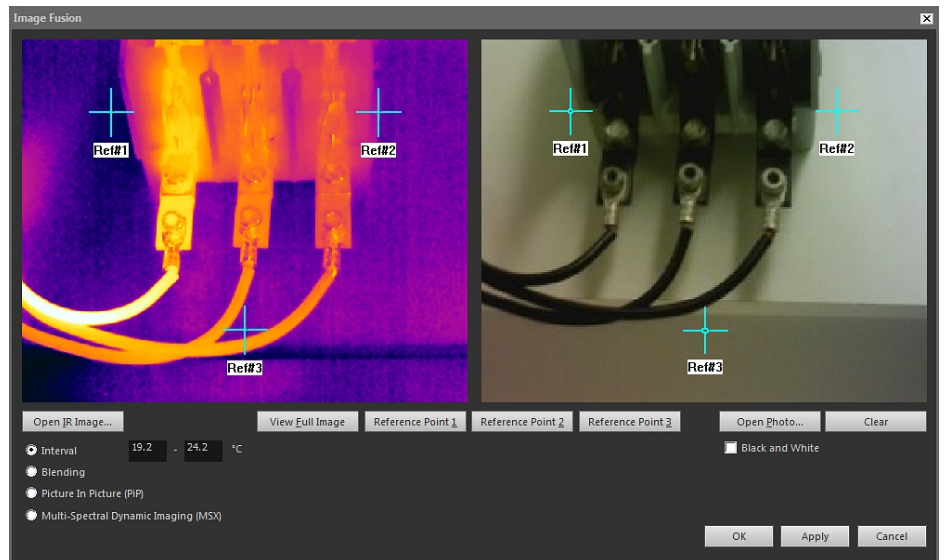 Image Fusion
Ref#1
Ref#2
Ref#3
Ref#1
Ref#2
Ref#3
Open IR Image...
View Full Image
Reference Point 1
Reference Point 2
Reference Point 3
Open Photo...
Clear
Interval 19.2 - 24.2 °C
Black and White
Blending
Picture In Picture (PiP)
Multi-Spectral Dynamic Imaging (MSX)
OK
Apply
Cancel